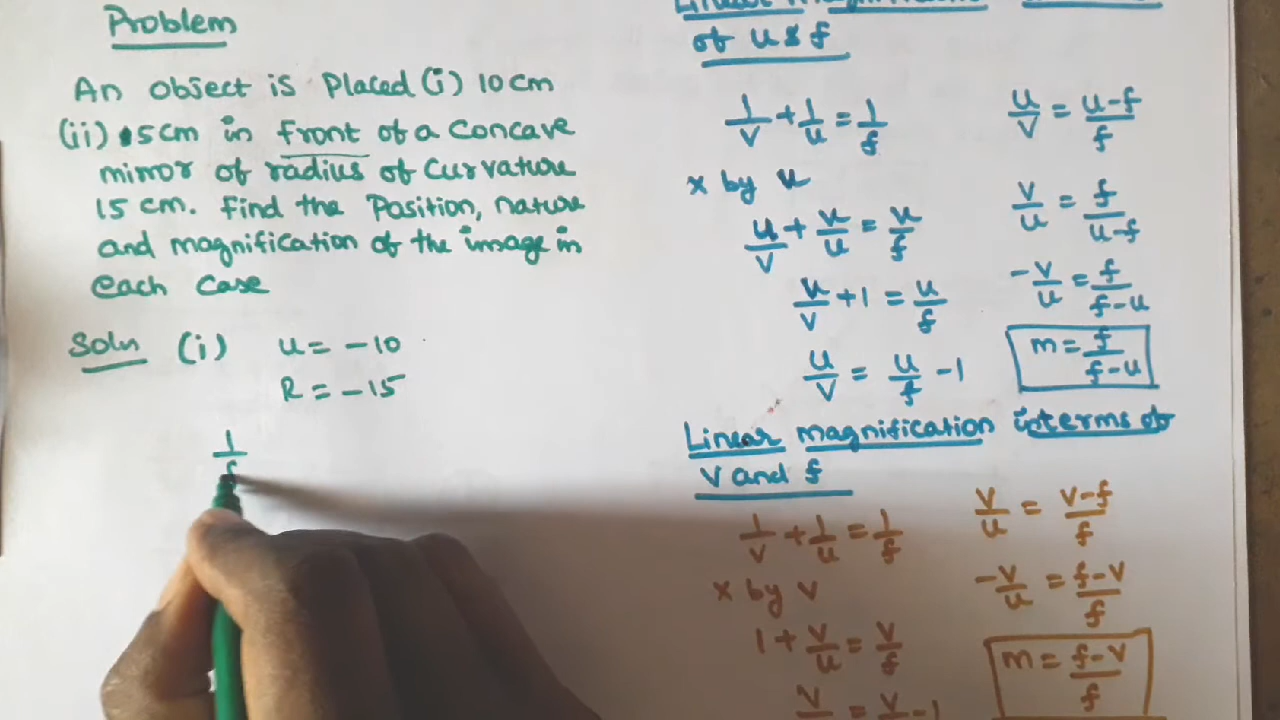 Problem
An object is Placed (i) 10 cm
(ii) 5cm in front of a Concave
mirror of radius of Curvature
15 cm. Find the Position, nature
and magnification of the image in
each Case
Soln (i) u = -10
R = -15
1/f
of u & f
1/v + 1/u = 1/f
x by u
u/v + u/u = u/f
u/v + 1 = u/f
u/v = u/f - 1
u/v = u-f/f
v/u = f/u-f
-v/u = f/f-u
m = f/f-u
Linear magnification interms of
v and f
1/v + 1/u = 1/f
x by v
1 + v/u = v/f
v/u = v-f/f
-v/u = f-v/f
m = f-v/f